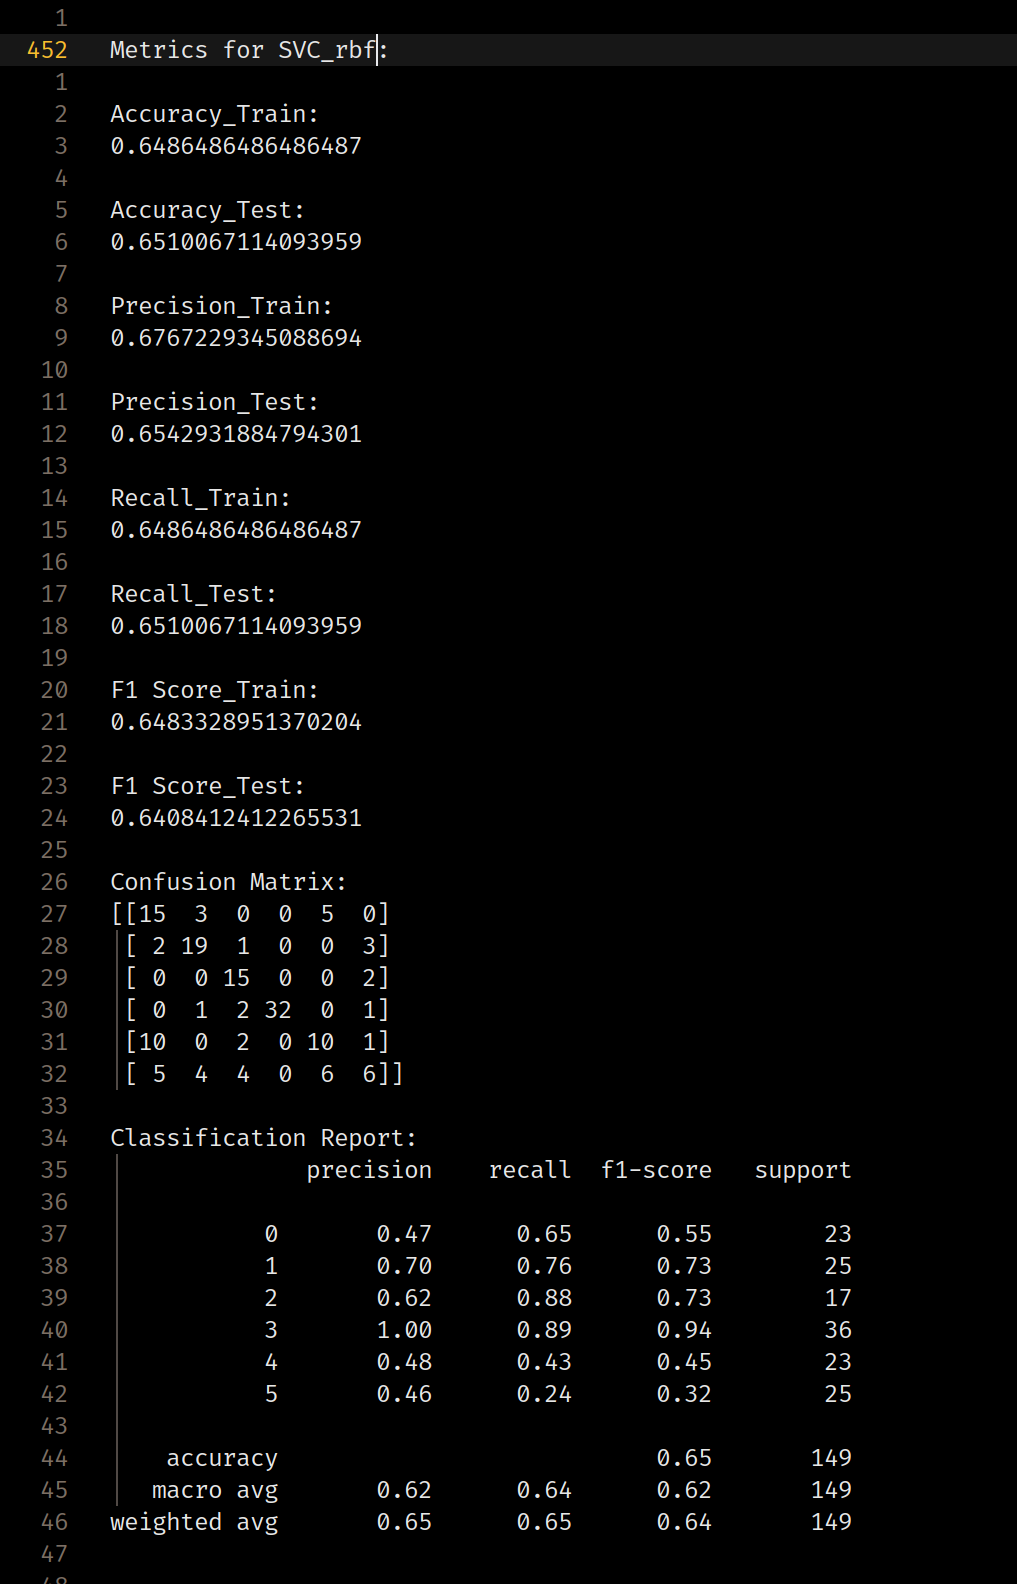 1
452 Metrics for SVC_rbf:
1
2 Accuracy_Train:
3 0.6486486486486487
4
5 Accuracy_Test:
6 0.6510067114093959
7
8 Precision_Train:
9 0.6767229345088694
10
11 Precision_Test:
12 0.6542931884794301
13
14 Recall_Train:
15 0.6486486486486487
16
17 Recall_Test:
18 0.6510067114093959
19
20 F1 Score_Train:
21 0.6483328951370204
22
23 F1 Score_Test:
24 0.6408412412265531
25
26 Confusion Matrix:
27 [[15  3  0  0  5  0]
28  [ 2 19  1  0  0  3]
29  [ 0  0 15  0  0  2]
30  [ 0  1  2 32  0  1]
31  [10  0  2  0 10  1]
32  [ 5  4  4  0  6  6]]
33
34 Classification Report:
35               precision    recall  f1-score   support
36
37            0       0.47      0.65      0.55        23
38            1       0.70      0.76      0.73        25
39            2       0.62      0.88      0.73        17
40            3       1.00      0.89      0.94        36
41            4       0.48      0.43      0.45        23
42            5       0.46      0.24      0.32        25
43
44     accuracy                           0.65       149
45    macro avg       0.62      0.64      0.62       149
46 weighted avg       0.65      0.65      0.64       149
47
48